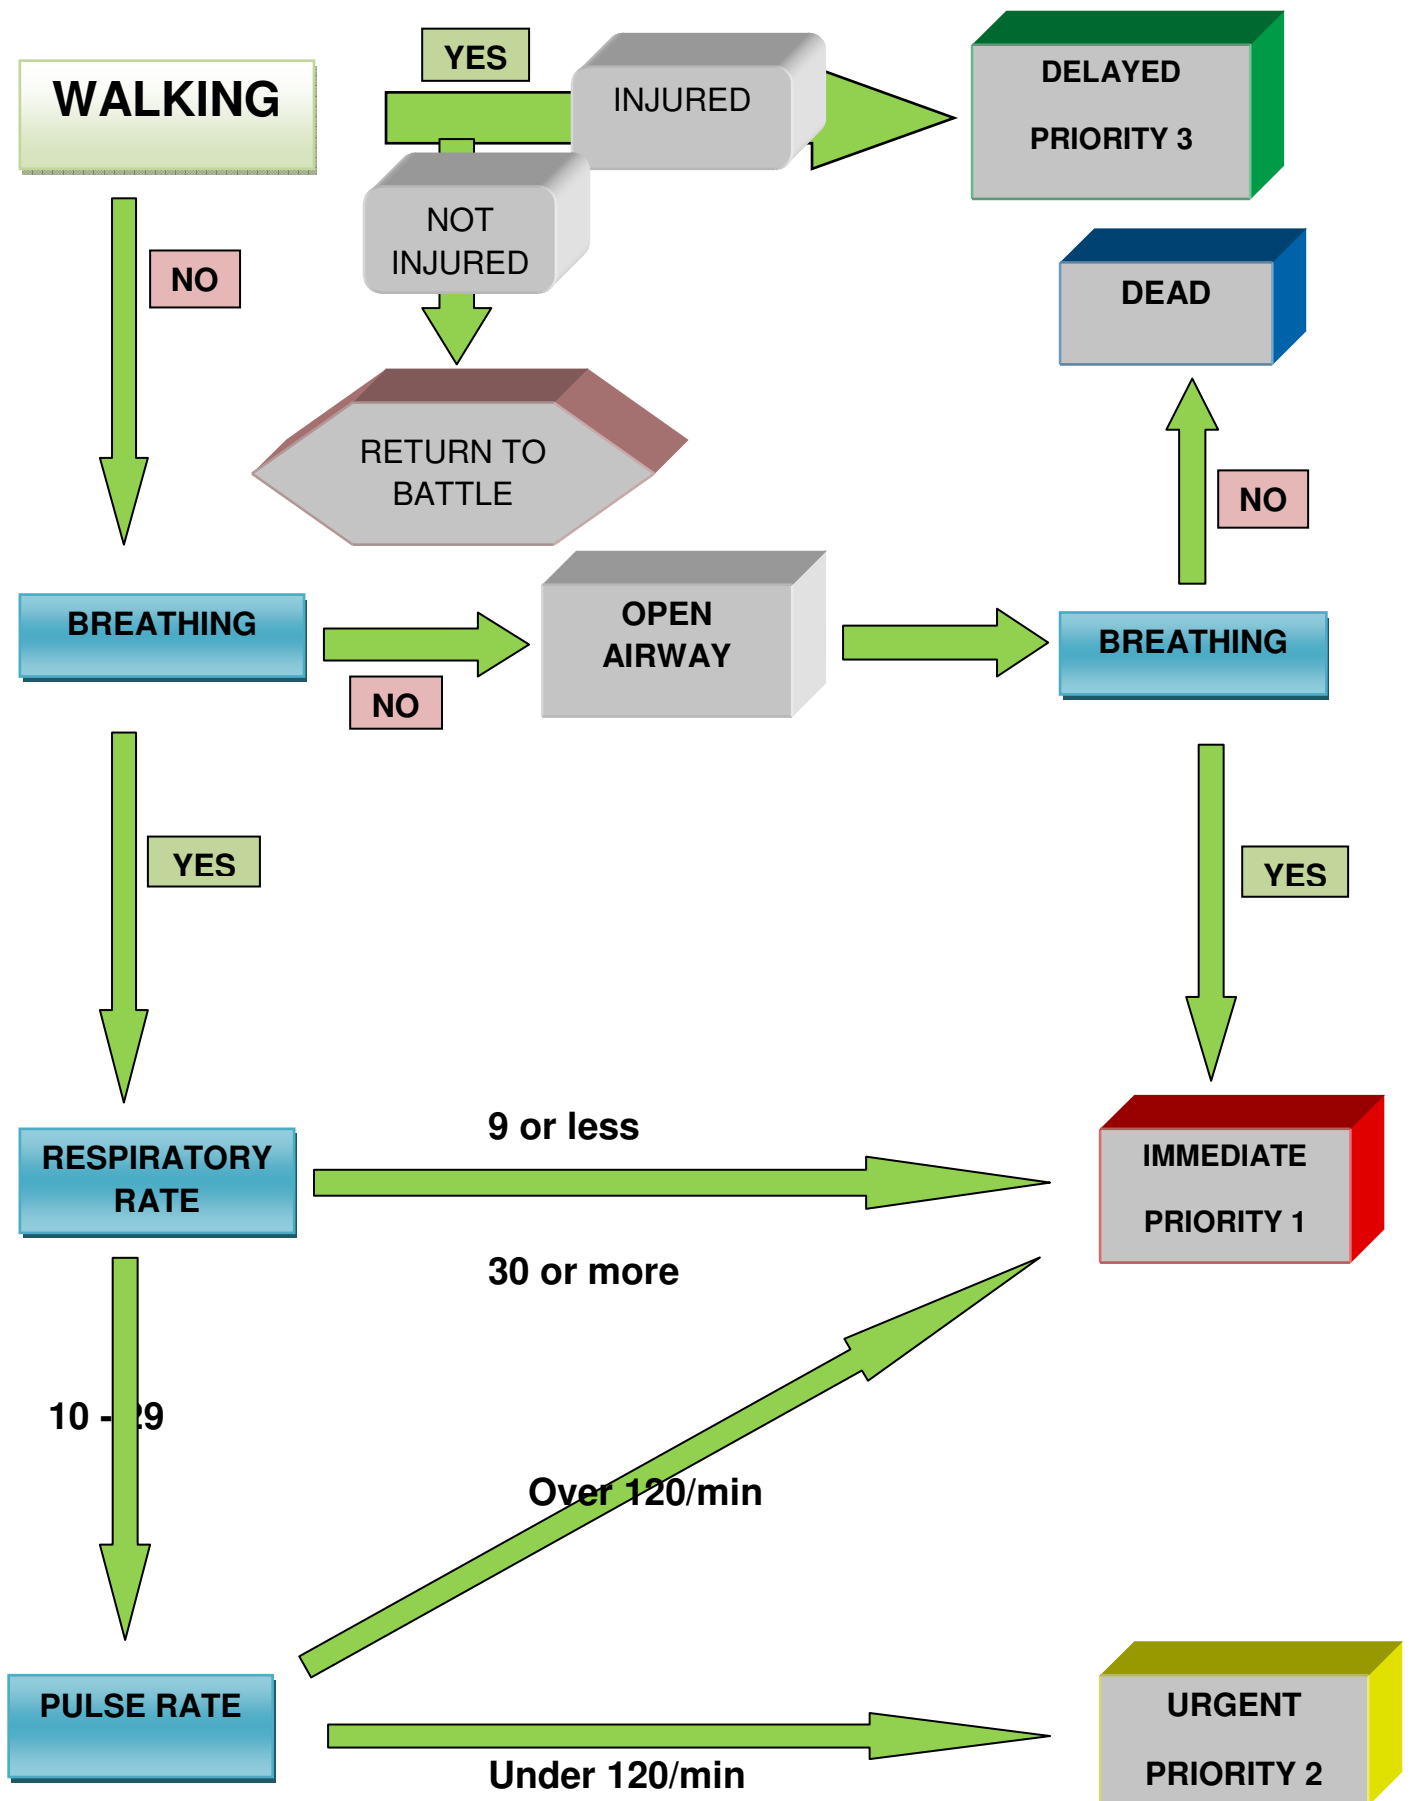 YES
WALKING
INJURED
DELAYED
PRIORITY 3
NOT
INJURED
NO
DEAD
RETURN TO
BATTLE
NO
BREATHING
OPEN
AIRWAY
BREATHING
NO
YES
YES
9 or less
RESPIRATORY
RATE
IMMEDIATE
PRIORITY 1
30 or more
10 - 29
Over 120/min
PULSE RATE
URGENT
PRIORITY 2
Under 120/min